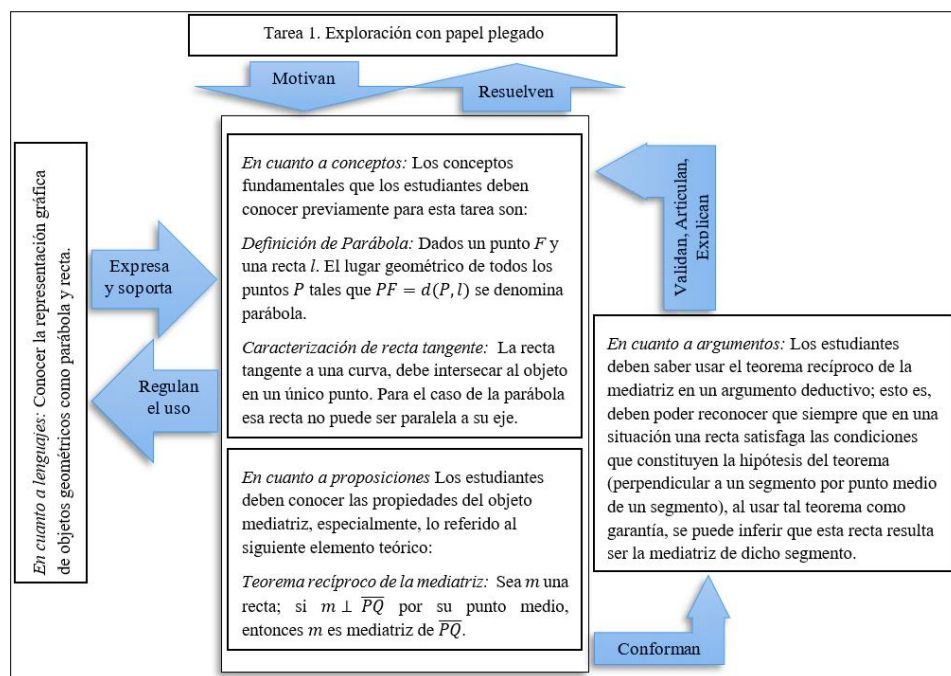 Tarea 1. Exploración con papel plegado
Motivan
Resuelven
En cuanto a lenguajes: Conocer la representación gráfica
de objetos geométricos como parábola y recta.
Expresa
y soporta
Regulan
el uso
En cuanto a conceptos: Los conceptos
fundamentales que los estudiantes deben
conocer previamente para esta tarea son:
Definición de Parábola: Dados un punto F y
una recta l. El lugar geométrico de todos los
puntos P tales que PF = d(P, l) se denomina
parábola.
Caracterización de recta tangente: La recta
tangente a una curva, debe intersecar al objeto
en un único punto. Para el caso de la parábola
esa recta no puede ser paralela a su eje.
En cuanto a proposiciones Los estudiantes
deben conocer las propiedades del objeto
mediatriz, especialmente, lo referido al
siguiente elemento teórico:
Teorema recíproco de la mediatriz: Sea m una
recta; si m ⊥ P̅Q̅ por su punto medio,
entonces m es mediatriz de P̅Q̅.
Validan, Articulan,
Explican
En cuanto a argumentos: Los estudiantes
deben saber usar el teorema recíproco de la
mediatriz en un argumento deductivo; esto es,
deben poder reconocer que siempre que en una
situación una recta satisfaga las condiciones
que constituyen la hipótesis del teorema
(perpendicular a un segmento por punto medio
de un segmento), al usar tal teorema como
garantía, se puede inferir que esta recta resulta
ser la mediatriz de dicho segmento.
Conforman